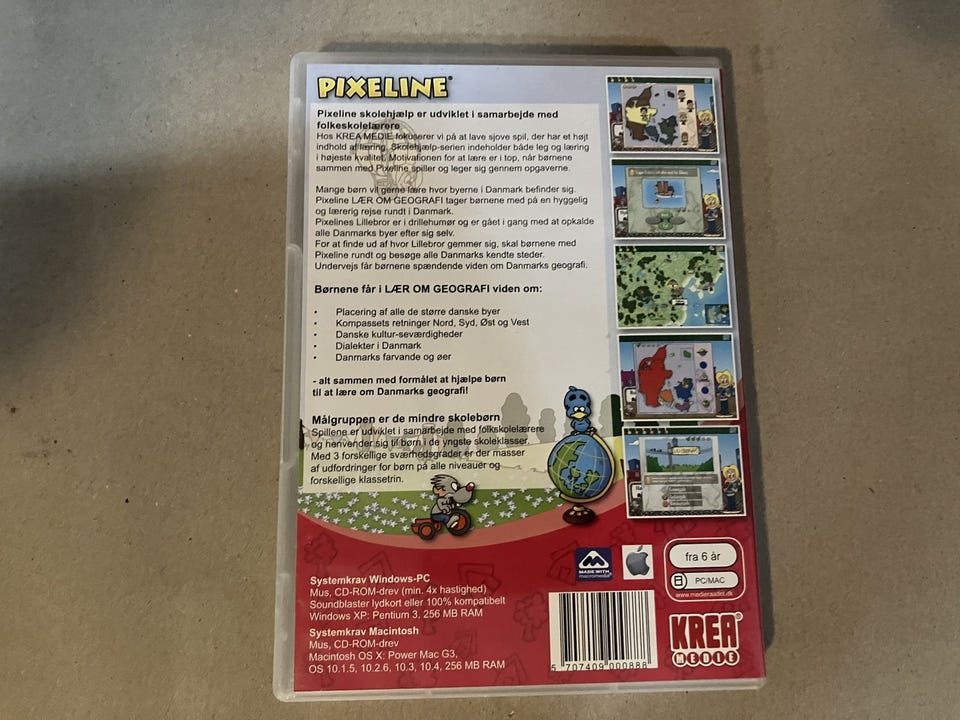 PIXELINE®
Pixeline skolehjælp er udviklet i samarbejde med
folkeskolelærere
Hos KREA MEDIE fokuserer vi på at lave sjove spil, der har et højt
indhold af læring. Skolehjælp-serien indeholder både leg og læring
i højeste kvalitet. Motivationen for at lære er i top, når børnene
sammen med Pixeline spiller og leger sig gennem opgaverne.
Mange børn vil gerne lære hvor byerne i Danmark befinder sig.
Pixeline LÆR OM GEOGRAFI tager børnene med på en hyggelig
og lærerig rejse rundt i Danmark.
Pixelines Lillebror er i drillehumør og er gået i gang med at opkalde
alle Danmarks byer efter sig selv.
For at finde ud af hvor Lillebror gemmer sig, skal børnene med
Pixeline rundt og besøge alle Danmarks kendte steder.
Undervejs får børnene spændende viden om Danmarks geografi.
Børnene får i LÆR OM GEOGRAFI viden om:
• Placering af alle de større danske byer
• Kompassets retninger Nord, Syd, Øst og Vest
• Danske kultur-seværdigheder
• Dialekter i Danmark
• Danmarks farvande og øer
- alt sammen med formålet at hjælpe børn
til at lære om Danmarks geografi!
Målgruppen er de mindre skolebørn
Spillene er udviklet i samarbejde med folkskolelærere
og henvender sig til børn i de yngste skoleklasser.
Med 3 forskellige sværhedsgrader er der masser
af udfordringer for børn på alle niveauer og
forskellige klassetrin.
Systemkrav Windows-PC
Mus, CD-ROM-drev (min. 4x hastighed)
Soundblaster lydkort eller 100% kompatibelt
Windows XP: Pentium 3, 256 MB RAM
Systemkrav Macintosh
Mus, CD-ROM-drev
Macintosh OS X: Power Mac G3,
OS 10.1.5, 10.2.6, 10.3, 10.4, 256 MB RAM
MADE WITH
macromedia
fra 6 år
PC/MAC
www.medieraadet.dk
5 707409 000888
KREA®
MEDIE